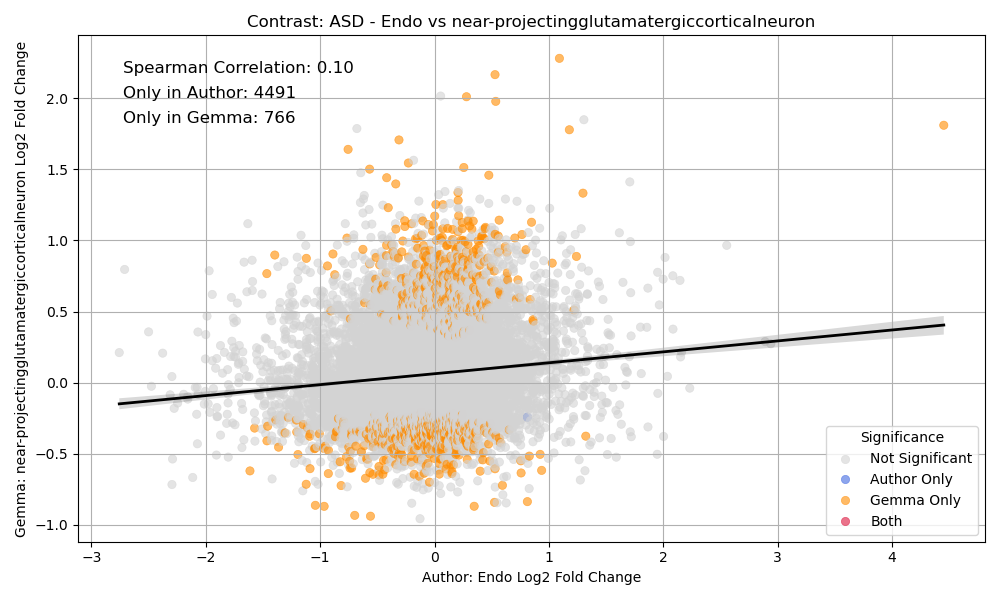 Contrast: ASD - Endo vs near-projectingglutamatergiccorticalneuron
Gemma: near-projectingglutamatergiccorticalneuron Log2 Fold Change
Spearman Correlation: 0.10
Only in Author: 4491
Only in Gemma: 766
2.0
1.5
1.0
0.5
0.0
−0.5
−1.0
Significance
Not Significant
Author Only
Gemma Only
Both
−3
−2
−1
0
1
2
3
4
Author: Endo Log2 Fold Change